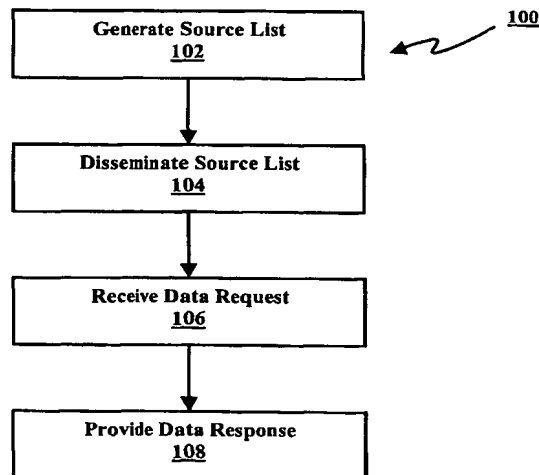 Generate Source List
102
100
Disseminate Source List
104
Receive Data Request
106
Provide Data Response
108